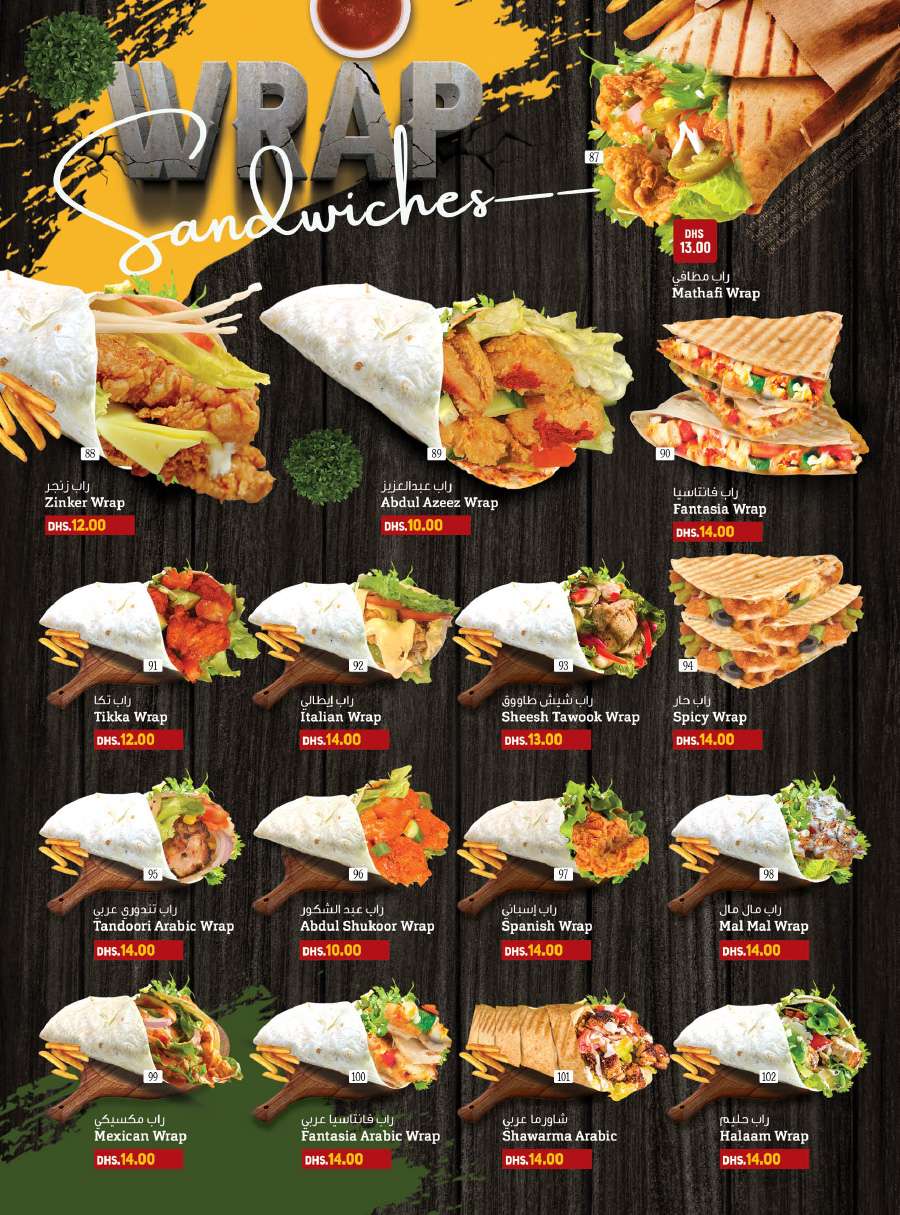 WRAP
Sandwiches
87
DHS
13.00
راب مطافي
Mathafi Wrap
88
راب زنجر
Zinker Wrap
DHS.12.00
89
راب عبدالعزيز
Abdul Azeez Wrap
DHS.10.00
90
راب فانتاسيا
Fantasia Wrap
DHS.14.00
91
راب تكا
Tikka Wrap
DHS.12.00
92
راب إيطالي
Italian Wrap
DHS.14.00
93
راب شيش طاووق
Sheesh Tawook Wrap
DHS.13.00
94
راب حار
Spicy Wrap
DHS.14.00
95
راب تندوري عربي
Tandoori Arabic Wrap
DHS.14.00
96
راب عبد الشكور
Abdul Shukoor Wrap
DHS.10.00
97
راب إسباني
Spanish Wrap
DHS.14.00
98
راب مال مال
Mal Mal Wrap
DHS.14.00
99
راب مكسيكي
Mexican Wrap
DHS.14.00
100
راب فانتاسيا عربي
Fantasia Arabic Wrap
DHS.14.00
101
شاورما عربي
Shawarma Arabic
DHS.14.00
102
راب حليم
Halaam Wrap
DHS.14.00